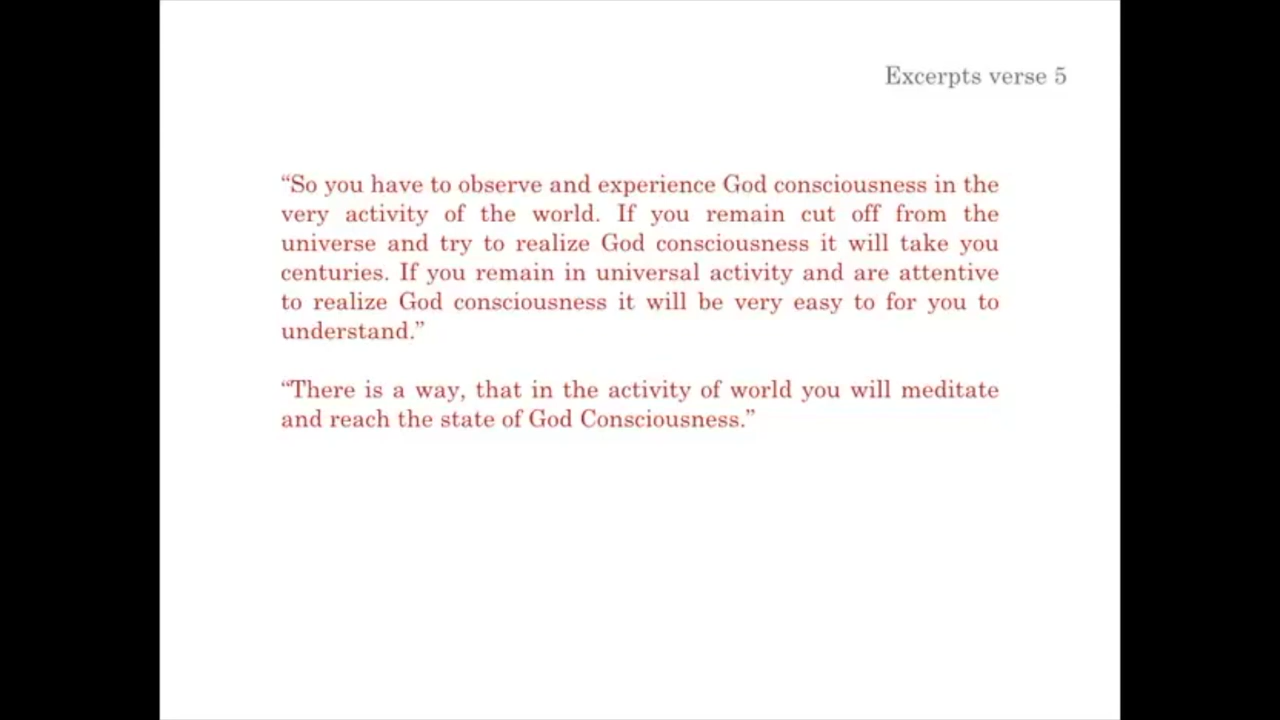 Excerpts verse 5
“So you have to observe and experience God consciousness in the
very activity of the world. If you remain cut off from the
universe and try to realize God consciousness it will take you
centuries. If you remain in universal activity and are attentive
to realize God consciousness it will be very easy to for you to
understand.”
“There is a way, that in the activity of world you will meditate
and reach the state of God Consciousness.”